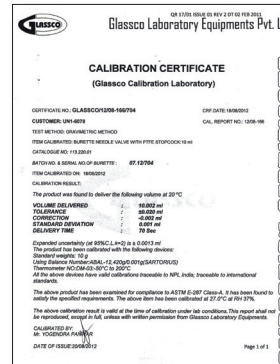 QR 17/01 ISSUE 01 REV 2 DT 02 FEB 2011
GLASSCO
Glassco Laboratory Equipments Pvt. L
CALIBRATION CERTIFICATE
(Glassco Calibration Laboratory)
CERTIFICATE NO.: GLASSCO/12/08-166/704 CRF.DATE:18/08/2012
CUSTOMER: UN1-6078 CAL. REPORT NO.: 12/08-166
TEST METHOD: GRAVIMETRIC METHOD
ITEM CALIBRATED: BURETTE NEEDLE VALVE WITH PTFE STOPCOCK:10 ml
CATALOGUE NO: 113.220.01
BATCH NO. & SERIAL NO.OF BURETTE : 07.12/704
ITEM CALIBRATED ON: 18/08/2012
CALIBRATION RESULT:
The product was found to deliver the following volume at 20°C
VOLUME DELIVERED : 10.002 ml
TOLERANCE : ±0.020 ml
CORRECTION : -0.002 ml
STANDARD DEVIATION : ±0.001 ml
DELIVERY TIME : 70 Sec
Expanded uncertainty (at 95%C.L,k=2) is ± 0.0013 ml
The product has been calibrated with the following devices:
Standard weights: 10 g
Using Balance Number-ABAL-12,420g/0.001g(SARTORIUS)
Thermometer NO:DM-03:-50°C to 200°C
All the above devices have valid calibrations traceable to NPL India; traceable to international
standards.
The above product has been examined for compliance to ASTM E-287 Class-A. It has been found to
satisfy the specified requirements. The above item has been calibrated at 27.0°C at RH 37%.
The above calibration result is valid at the time of calibration under lab conditions.This report shall not
be reproduced, except in full, unless with written permission from Glassco Laboratory Equipments.
CALIBRATED BY:
Mr. YOGENDRA PARMAR
DATE OF ISSUE:20/08/2012 Page 1 of 1